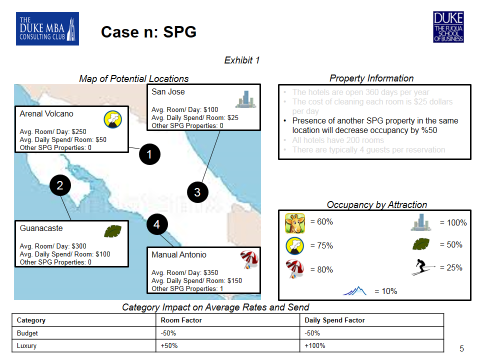 THE
DUKE MBA
CONSULTING CLUB
Case n: SPG
DUKE
THE FUQUA
SCHOOL
OF BUSINESS
Exhibit 1
Map of Potential Locations
Property Information
San Jose
Avg. Room/ Day: $100
Avg. Daily Spend/ Room: $25
Other SPG Properties: 0
Arenal Volcano
Avg. Room/ Day: $250
Avg. Daily Spend/ Room: $50
Other SPG Properties: 0
• The hotels are open 360 days per year
• The cost of cleaning each room is $25 dollars
per day
• Presence of another SPG property in the same
location will decrease occupancy by %50
• All hotels have 200 rooms
• There are typically 4 guests per reservation
1
2
3
4
Guanacaste
Avg. Room/ Day: $300
Avg. Daily Spend/ Room: $100
Other SPG Properties: 0
Manual Antonio
Avg. Room/ Day: $350
Avg. Daily Spend/ Room: $150
Other SPG Properties: 1
Occupancy by Attraction
= 60%
= 100%
= 75%
= 50%
= 80%
= 25%
= 10%
Category Impact on Average Rates and Send
Category Room Factor Daily Spend Factor
Budget -50% -50%
Luxury +50% +100%
5